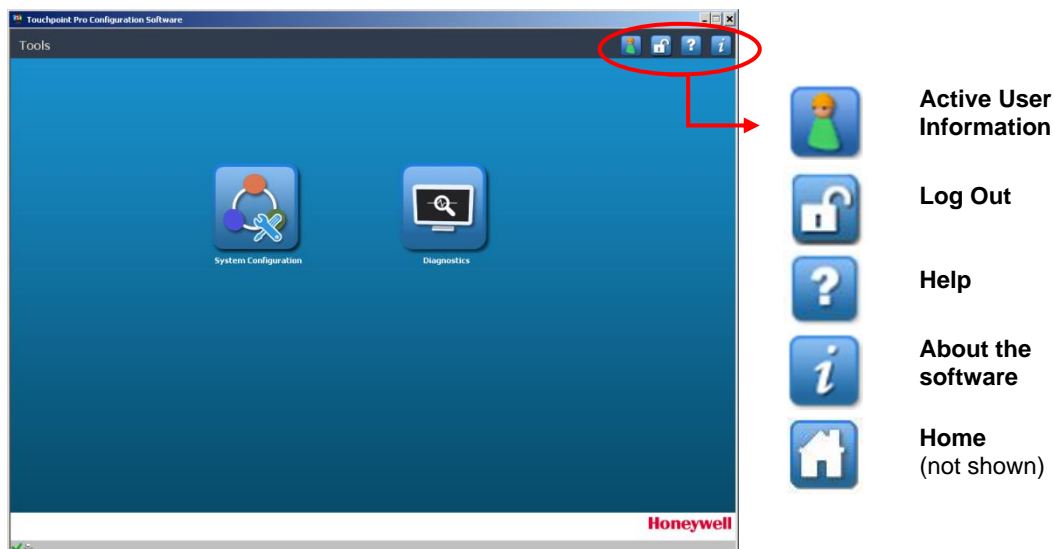 Touchpoint Pro Configuration Software
Tools
System Configuration
Diagnostics
Honeywell
Active User
Information
Log Out
Help
About the
software
Home
(not shown)